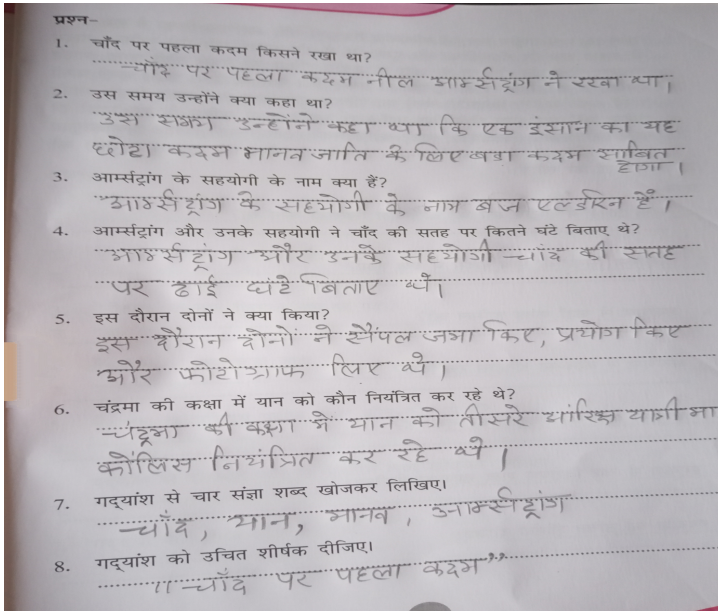 प्रश्न–
1. चाँद पर पहला कदम किसने रखा था?
चाँद पर पहला कदम नील आर्मस्ट्रांग ने रखा था।
2. उस समय उन्होंने क्या कहा था?
उस समय उन्होंने कहा था कि एक इंसान का यह
छोटा कदम मानव जाति के लिए बड़ा कदम साबित
होगा।
3. आर्म्सट्रांग के सहयोगी के नाम क्या हैं?
आर्मस्ट्रांग के सहयोगी के नाम बज एल्डरिन हैं।
4. आर्म्सट्रांग और उनके सहयोगी ने चाँद की सतह पर कितने घंटे बिताए थे?
आर्मस्ट्रांग और उनके सहयोगी चाँद की सतह
पर ढाई घंटे बिताए थे।
5. इस दौरान दोनों ने क्या किया?
इस दौरान दोनों ने सैंपल जमा किए, प्रयोग किए
और फोटोग्राफ लिए थे।
6. चंद्रमा की कक्षा में यान को कौन नियंत्रित कर रहे थे?
चंद्रमा की कक्षा में यान को तीसरे यात्री मा
कोलिंस नियंत्रित कर रहे थे।
7. गद्यांश से चार संज्ञा शब्द खोजकर लिखिए।
चाँद, यान, मानव, आर्मस्ट्रांग
8. गद्यांश को उचित शीर्षक दीजिए।
"चाँद पर पहला कदम"